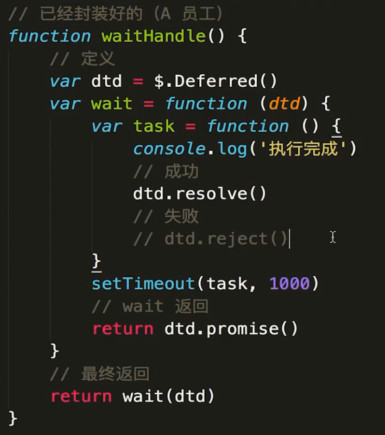 // 已经封装好的（A 员工）
function waitHandle() {
// 定义
var dtd = $.Deferred()
var wait = function (dtd) {
var task = function () {
console.log('执行完成')
// 成功
dtd.resolve()
// 失败
// dtd.reject()
}
setTimeout(task, 1000)
// wait 返回
return dtd.promise()
}
// 最终返回
return wait(dtd)
}